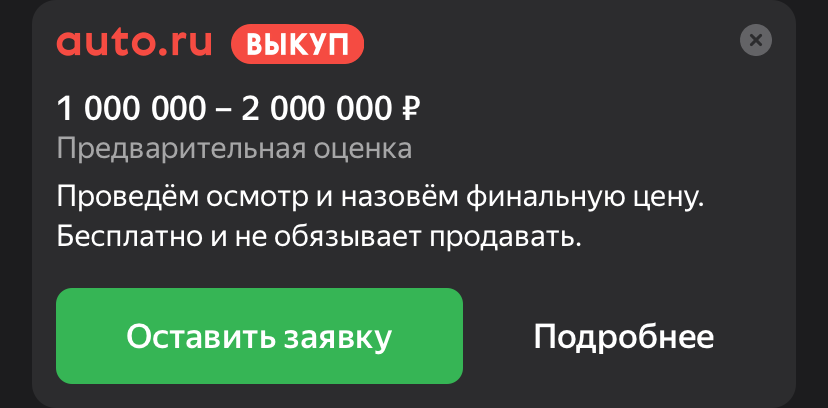 auto.ru ВЫКУП
1 000 000 – 2 000 000 ₽
Предварительная оценка
Проведём осмотр и назовём финальную цену.
Бесплатно и не обязывает продавать.
Оставить заявку Подробнее